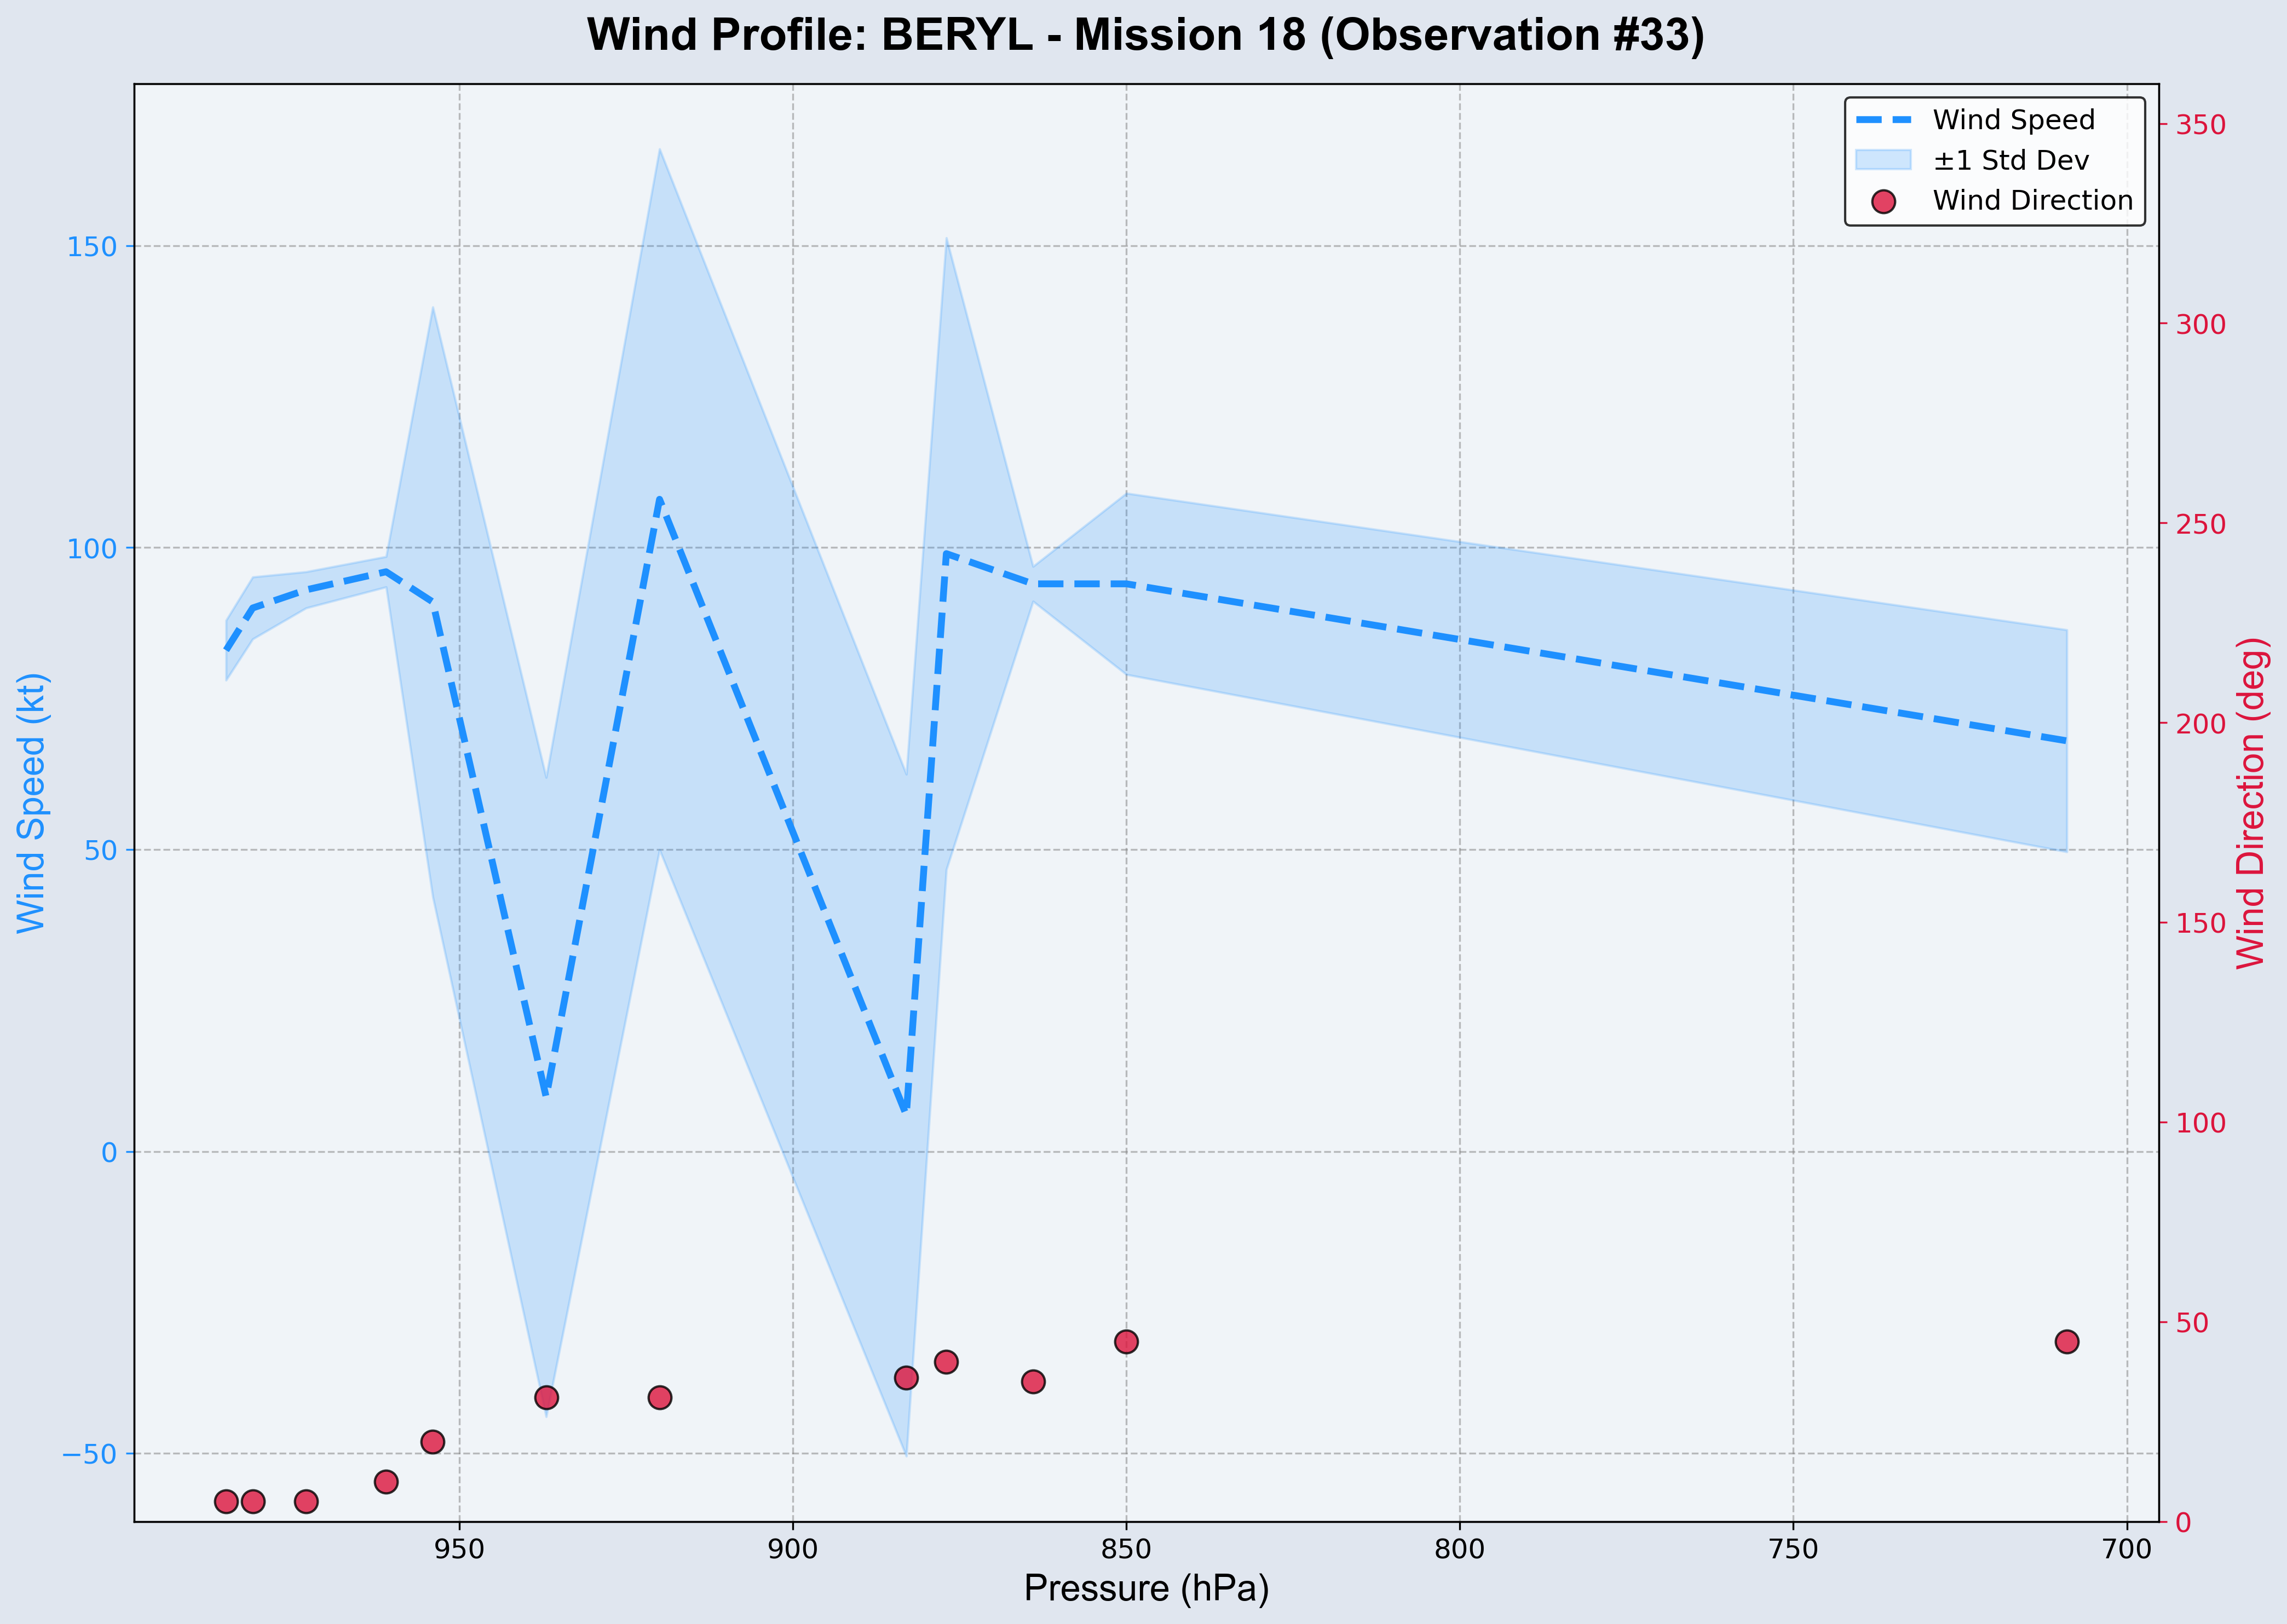 Wind Profile: BERYL - Mission 18 (Observation #33)
Wind Speed
±1 Std Dev
Wind Direction
Wind Speed (kt)
150
100
50
0
−50
Wind Direction (deg)
350
300
250
200
150
100
50
0
950 900 850 800 750 700
Pressure (hPa)